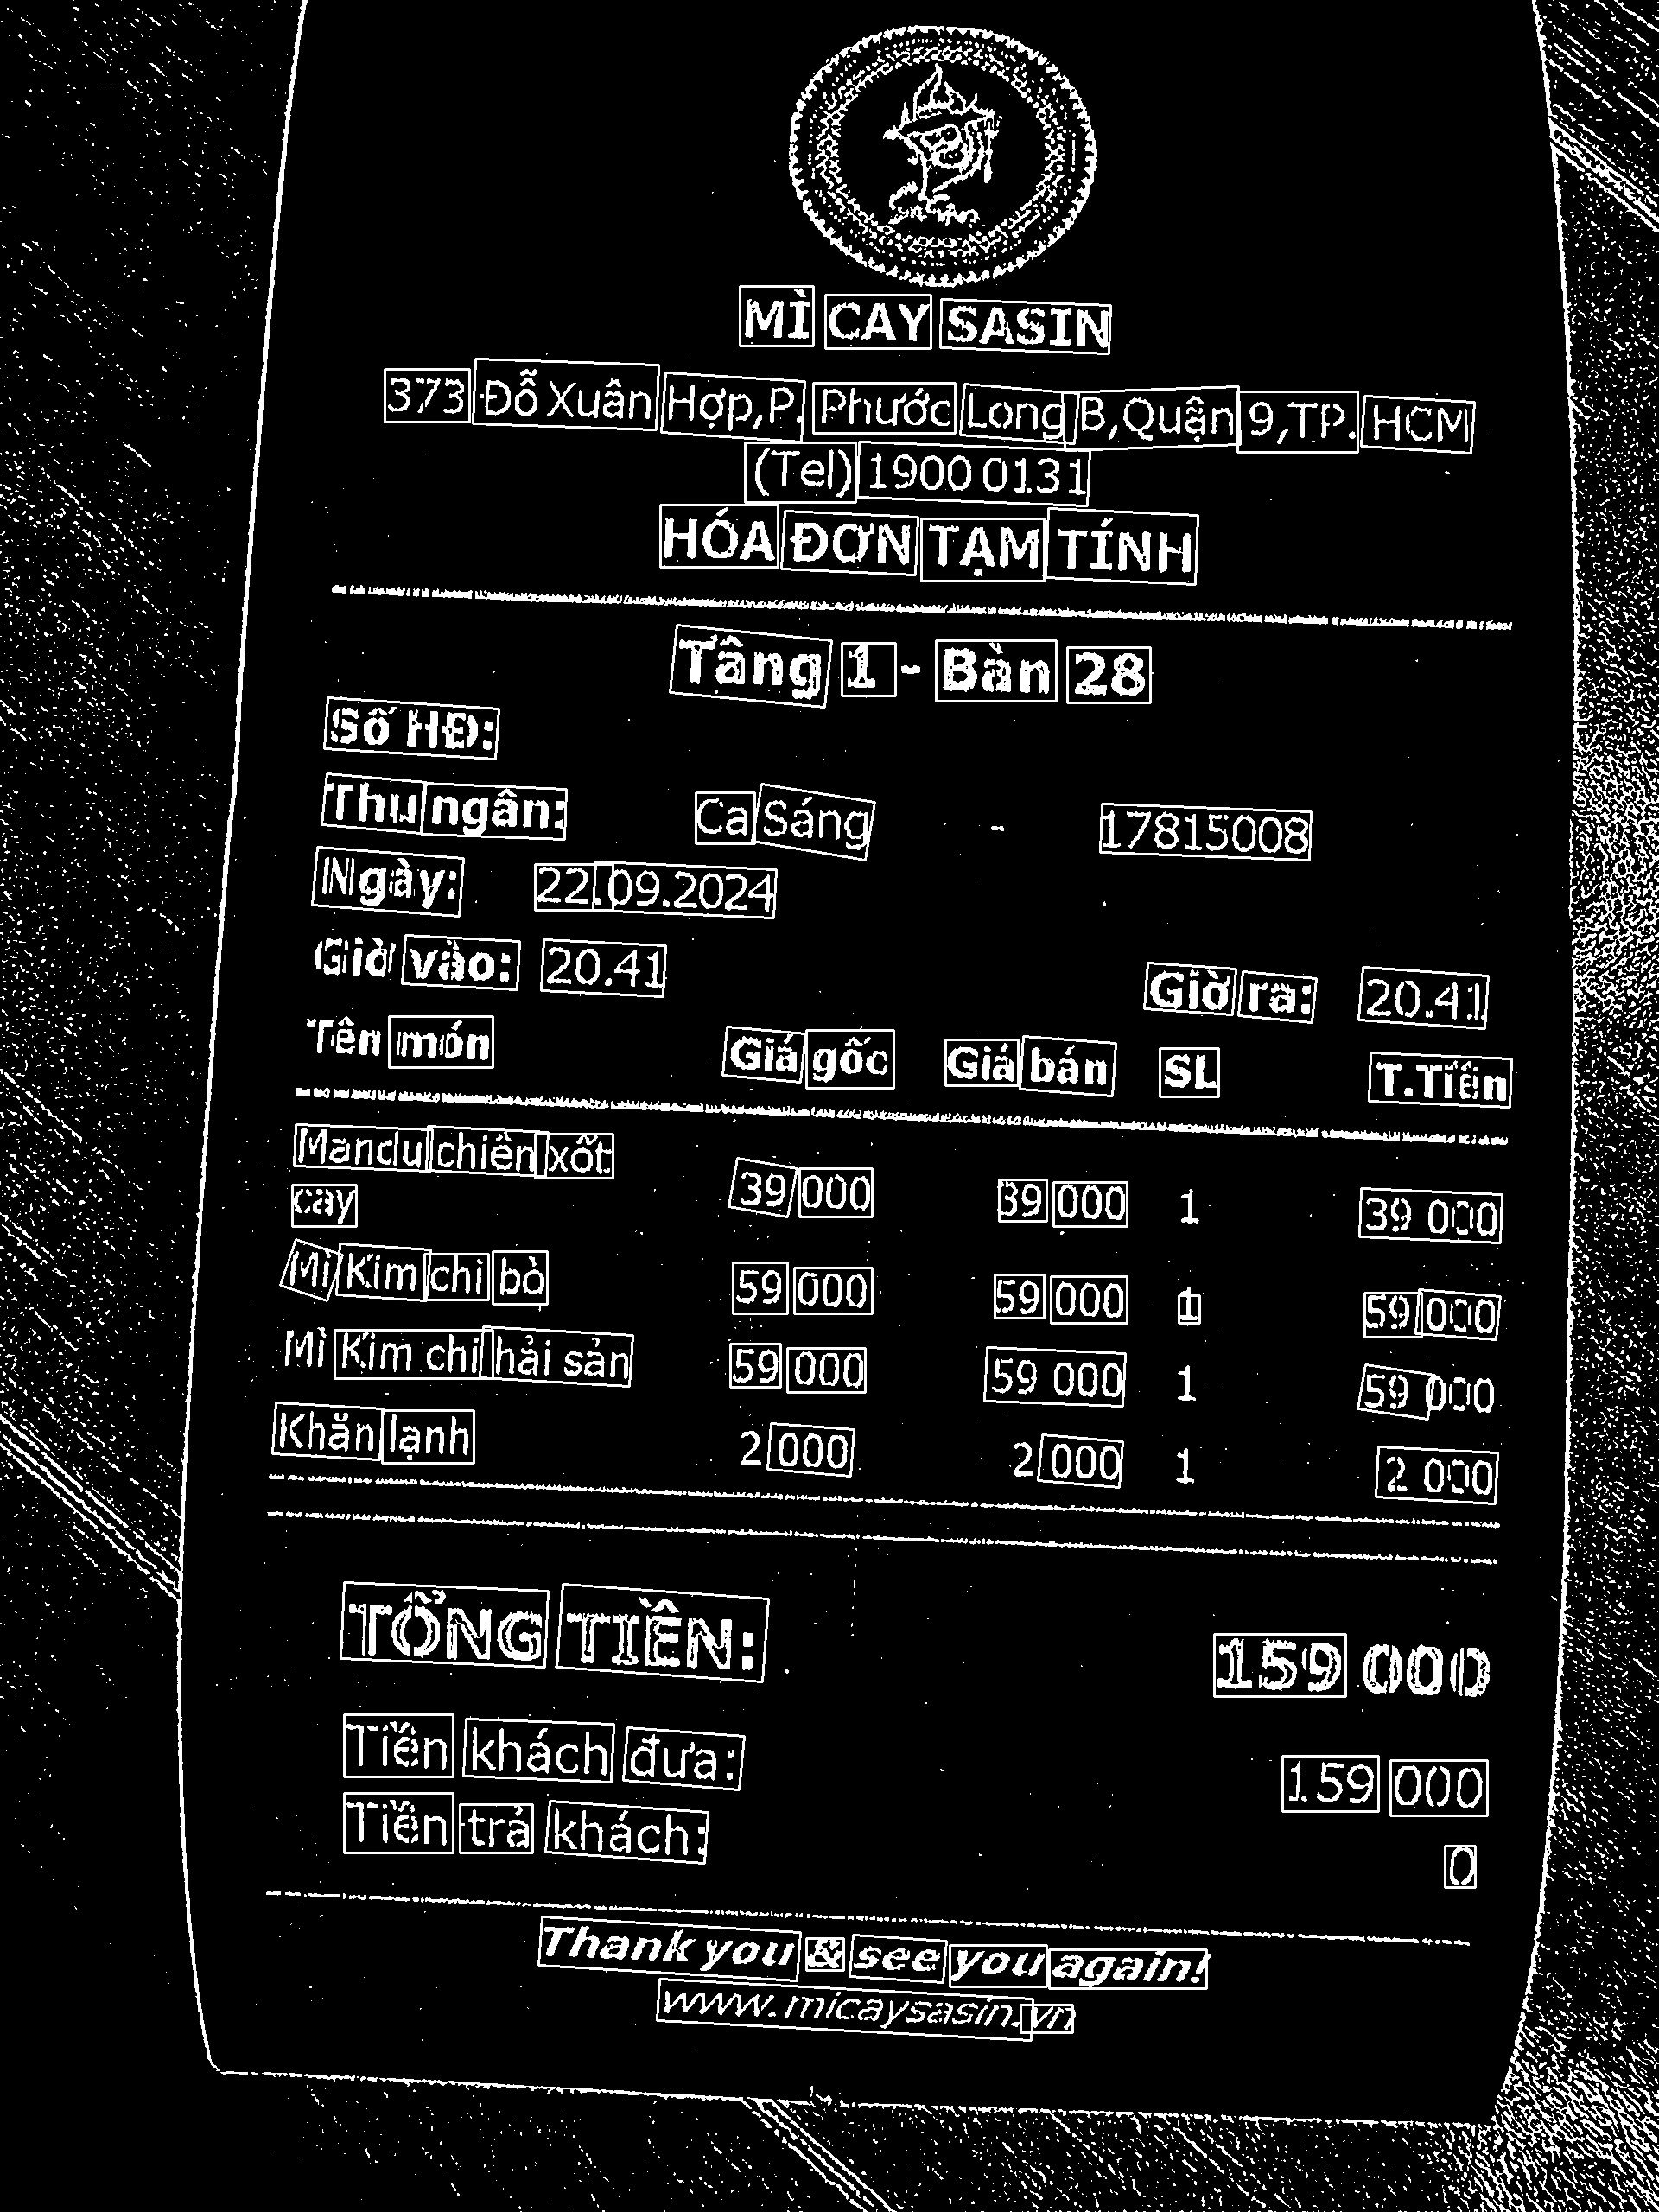 MÌ CAY SASIN
373 Đỗ Xuân Hợp, P. Phước Long B, Quận 9, TP. HCM
(Tel) 1900 0131
HÓA ĐƠN TẠM TÍNH
Tầng 1 - Bàn 28
Số HĐ:
Thu ngân: Ca Sáng - 17815008
Ngày: 22.09.2024
Giờ vào: 20.41 Giờ ra: 20.41
Tên món Giá gốc Giá bán SL T.Tiền
Mandu chiên xốt cay 39 000 39 000 1 39 000
Mì Kim chi bò 59 000 59 000 1 59 000
Mì Kim chi hải sản 59 000 59 000 1 59 000
Khăn lạnh 2 000 2 000 1 2 000
TỔNG TIỀN: 159 000
Tiền khách đưa: 159 000
Tiền trả khách: 0
Thank you & see you again!
www.micaysasin.vn